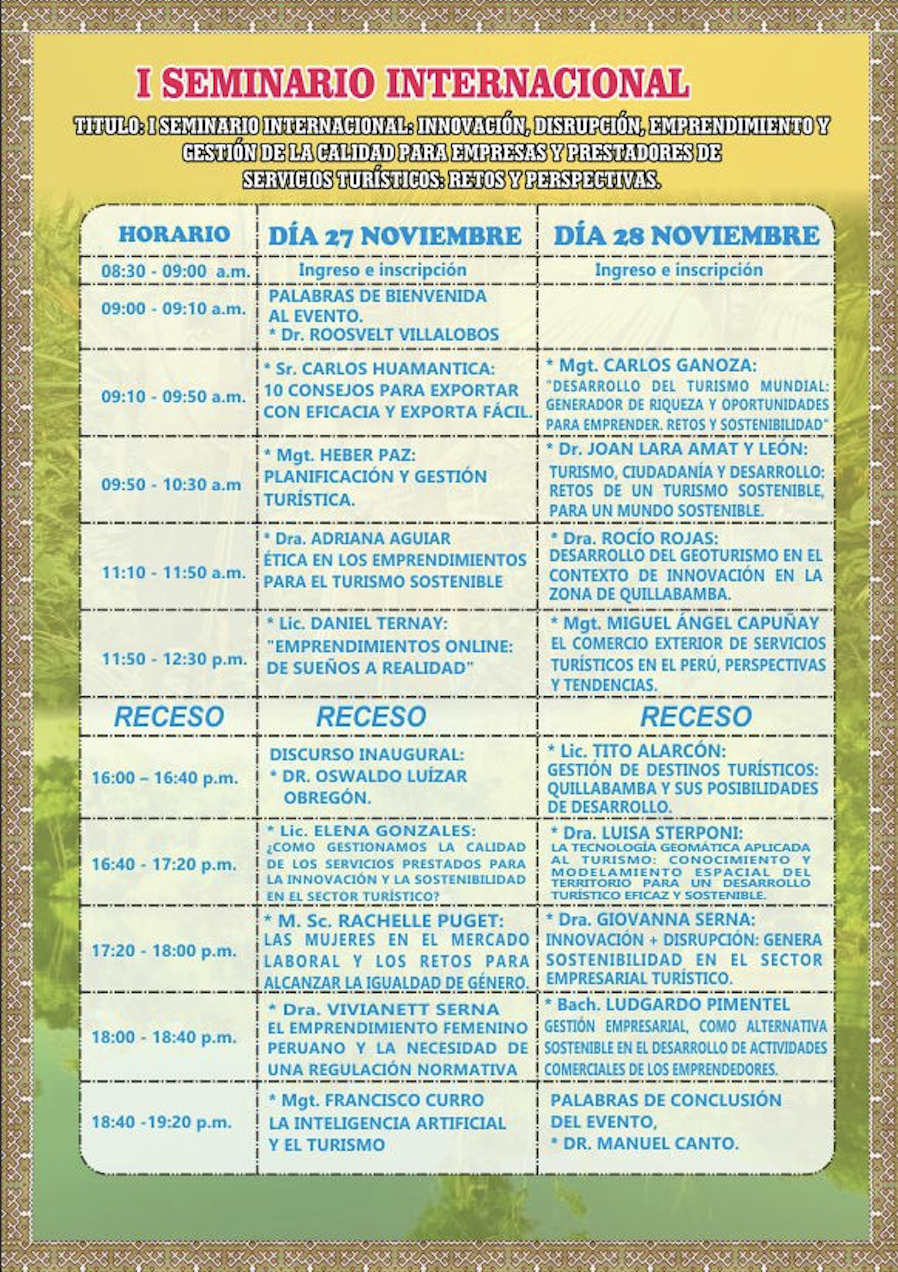 I SEMINARIO INTERNACIONAL
TITULO: I SEMINARIO INTERNACIONAL: INNOVACIÓN, DISRUPCIÓN, EMPRENDIMIENTO Y
GESTIÓN DE LA CALIDAD PARA EMPRESAS Y PRESTADORES DE
SERVICIOS TURÍSTICOS: RETOS Y PERSPECTIVAS.
HORARIO
DÍA 27 NOVIEMBRE
DÍA 28 NOVIEMBRE
08:30 - 09:00 a.m.
Ingreso e inscripción
Ingreso e inscripción
09:00 - 09:10 a.m.
PALABRAS DE BIENVENIDA
AL EVENTO.
* Dr. ROOSVELT VILLALOBOS
09:10 - 09:50 a.m.
* Sr. CARLOS HUAMANTICA:
10 CONSEJOS PARA EXPORTAR
CON EFICACIA Y EXPORTA FÁCIL.
* Mgt. CARLOS GANOZA:
"DESARROLLO DEL TURISMO MUNDIAL:
GENERADOR DE RIQUEZA Y OPORTUNIDADES
PARA EMPRENDER. RETOS Y SOSTENIBILIDAD"
09:50 - 10:30 a.m
* Mgt. HEBER PAZ:
PLANIFICACIÓN Y GESTIÓN
TURÍSTICA.
* Dr. JOAN LARA AMAT Y LEÓN:
TURISMO, CIUDADANÍA Y DESARROLLO:
RETOS DE UN TURISMO SOSTENIBLE,
PARA UN MUNDO SOSTENIBLE.
11:10 - 11:50 a.m.
* Dra. ADRIANA AGUIAR
ÉTICA EN LOS EMPRENDIMIENTOS
PARA EL TURISMO SOSTENIBLE
* Dra. ROCÍO ROJAS:
DESARROLLO DEL GEOTURISMO EN EL
CONTEXTO DE INNOVACIÓN EN LA
ZONA DE QUILLABAMBA.
11:50 - 12:30 p.m.
* Lic. DANIEL TERNAY:
"EMPRENDIMIENTOS ONLINE:
DE SUEÑOS A REALIDAD"
* Mgt. MIGUEL ÁNGEL CAPUÑAY
EL COMERCIO EXTERIOR DE SERVICIOS
TURÍSTICOS EN EL PERÚ, PERSPECTIVAS
Y TENDENCIAS.
RECESO
RECESO
RECESO
16:00 – 16:40 p.m.
DISCURSO INAUGURAL:
* DR. OSWALDO LUÍZAR
OBREGÓN.
* Lic. TITO ALARCÓN:
GESTIÓN DE DESTINOS TURÍSTICOS:
QUILLABAMBA Y SUS POSIBILIDADES
DE DESARROLLO.
16:40 - 17:20 p.m.
* Lic. ELENA GONZALES:
¿COMO GESTIONAMOS LA CALIDAD
DE LOS SERVICIOS PRESTADOS PARA
LA INNOVACIÓN Y LA SOSTENIBILIDAD
EN EL SECTOR TURÍSTICO?
* Dra. LUISA STERPONI:
LA TECNOLOGÍA GEOMÁTICA APLICADA
AL TURISMO: CONOCIMIENTO Y
MODELAMIENTO ESPACIAL DEL
TERRITORIO PARA UN DESARROLLO
TURÍSTICO EFICAZ Y SOSTENIBLE.
17:20 - 18:00 p.m.
* M. Sc. RACHELLE PUGET:
LAS MUJERES EN EL MERCADO
LABORAL Y LOS RETOS PARA
ALCANZAR LA IGUALDAD DE GÉNERO.
* Dra. GIOVANNA SERNA:
INNOVACIÓN + DISRUPCIÓN: GENERA
SOSTENIBILIDAD EN EL SECTOR
EMPRESARIAL TURÍSTICO.
18:00 - 18:40 p.m.
* Dra. VIVIANETT SERNA
EL EMPRENDIMIENTO FEMENINO
PERUANO Y LA NECESIDAD DE
UNA REGULACIÓN NORMATIVA
* Bach. LUDGARDO PIMENTEL
GESTIÓN EMPRESARIAL, COMO ALTERNATIVA
SOSTENIBLE EN EL DESARROLLO DE ACTIVIDADES
COMERCIALES DE LOS EMPRENDEDORES.
18:40 -19:20 p.m.
* Mgt. FRANCISCO CURRO
LA INTELIGENCIA ARTIFICIAL
Y EL TURISMO
PALABRAS DE CONCLUSIÓN
DEL EVENTO,
* DR. MANUEL CANTO.